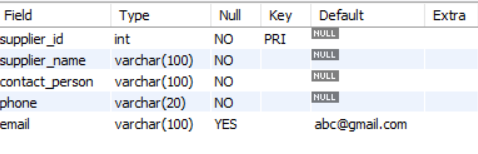 Field Type Null Key Default Extra
supplier_id int NO PRI NULL
supplier_name varchar(100) NO NULL
contact_person varchar(100) NO NULL
phone varchar(20) NO NULL
email varchar(100) YES abc@gmail.com